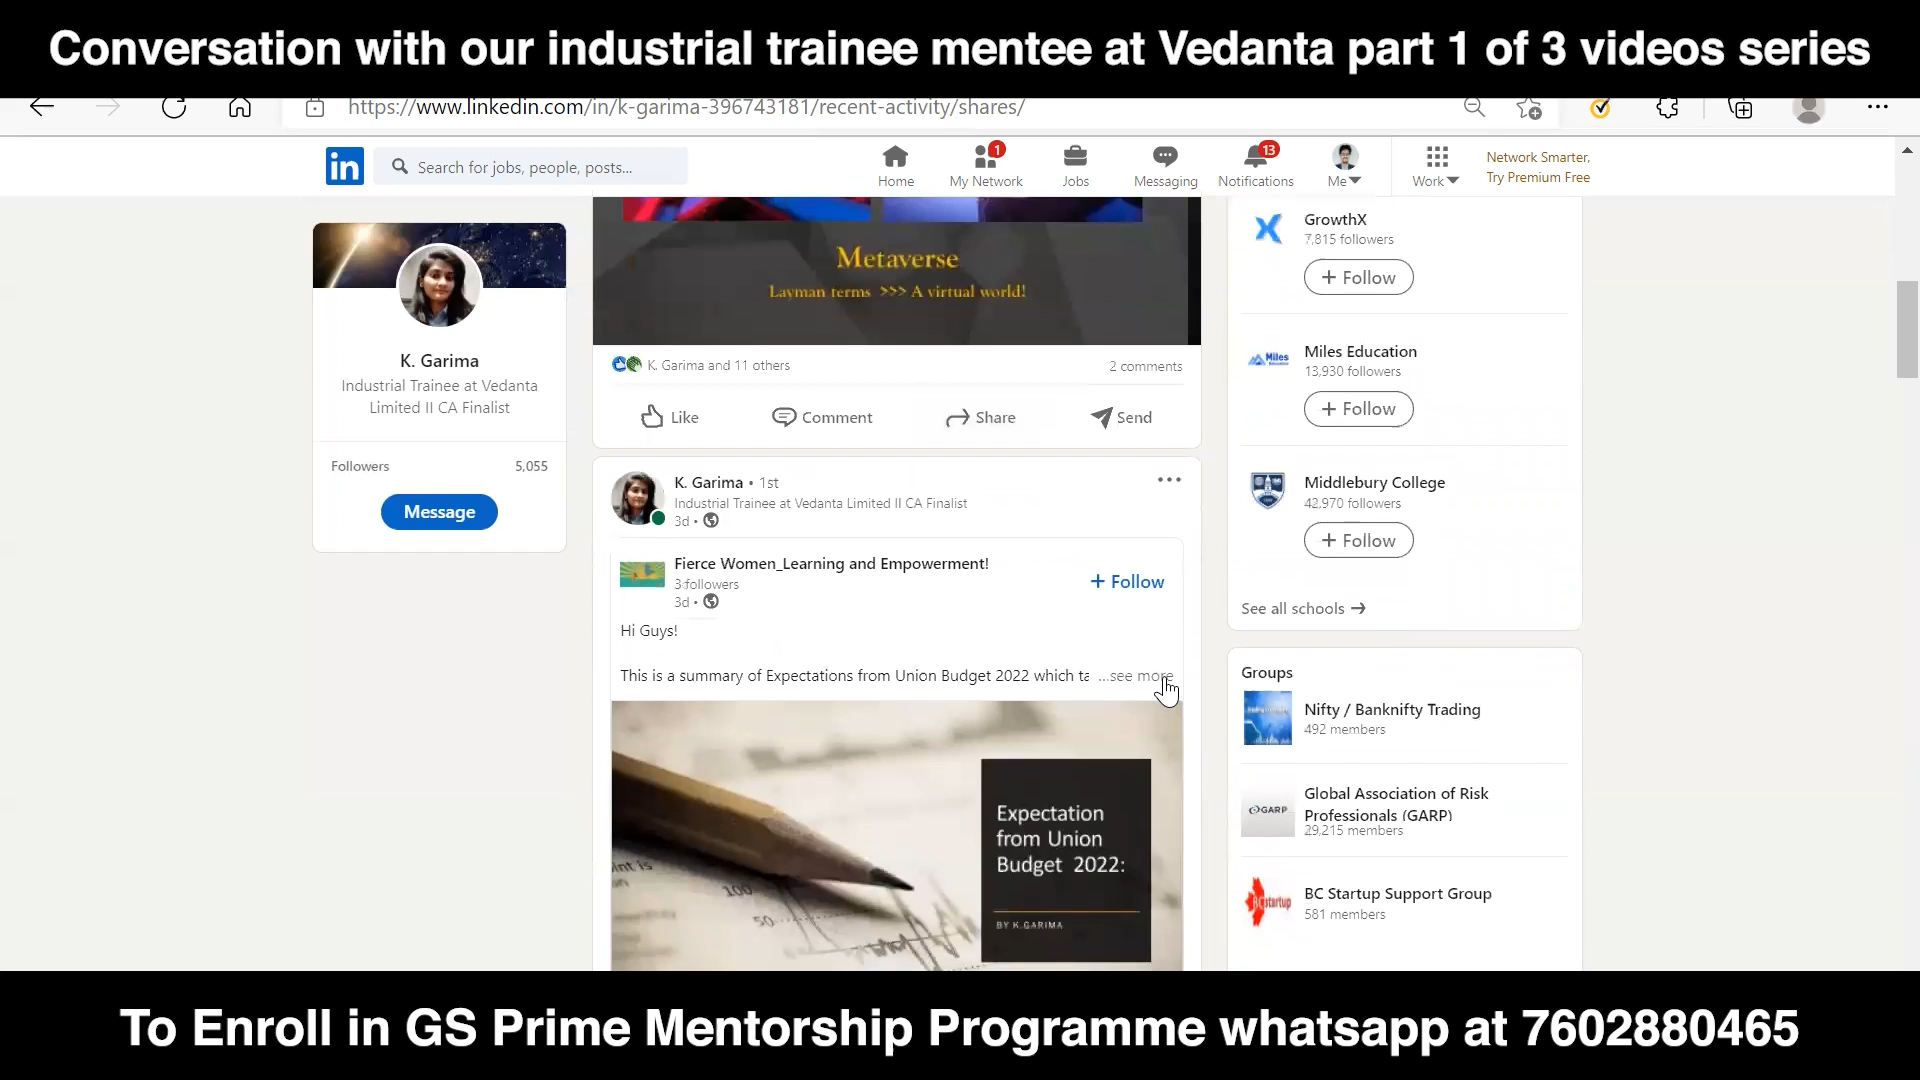 Conversation with our industrial trainee mentee at Vedanta part 1 of 3 videos series
https://www.linkedin.com/in/k-garima-396743181/recent-activity/shares/
in
Search for jobs, people, posts...
Home
1
My Network
Jobs
Messaging
13
Notifications
Me
Work
Network Smarter,
Try Premium Free
K. Garima
Industrial Trainee at Vedanta
Limited II CA Finalist
Followers 5,055
Message
Metaverse
Layman terms >>> A virtual world!
K. Garima and 11 others
2 comments
Like
Comment
Share
Send
K. Garima • 1st
Industrial Trainee at Vedanta Limited II CA Finalist
3d •
Fierce Women_Learning and Empowerment!
3 followers
3d •
+ Follow
Hi Guys!
This is a summary of Expectations from Union Budget 2022 which ta ...see more
int is
100
50
Expectation
from Union
Budget 2022:
BY K.GARIMA
GrowthX
7,815 followers
+ Follow
Miles
Miles Education
13,930 followers
+ Follow
Middlebury College
42,970 followers
+ Follow
See all schools
Groups
Nifty / Banknifty Trading
492 members
GARP
Global Association of Risk
Professionals (GARP)
29,215 members
BC startup
BC Startup Support Group
581 members
To Enroll in GS Prime Mentorship Programme whatsapp at 7602880465